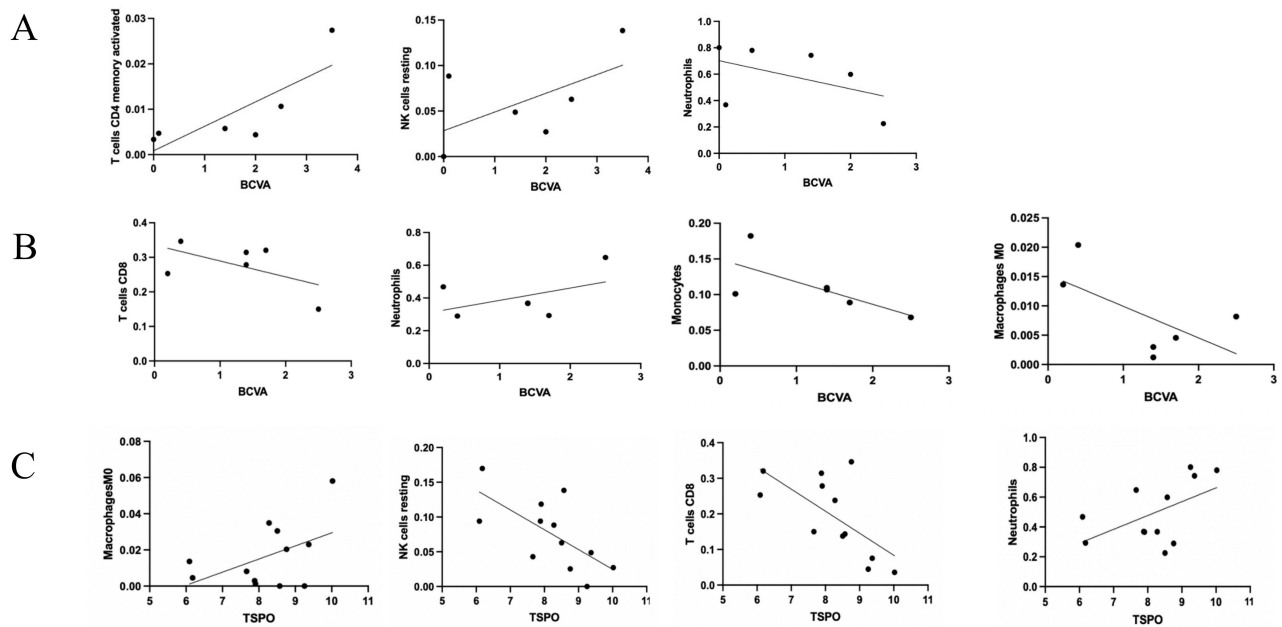 A
T cells CD4 memory activated
0.03
0.02
0.01
0.00
0 1 2 3 4
BCVA
NK cells resting
0.15
0.10
0.05
0.00
0 1 2 3 4
BCVA
Neutrophils
1.0
0.8
0.6
0.4
0.2
0.0
0 1 2 3
BCVA
B
T cells CD8
0.4
0.3
0.2
0.1
0.0
0 1 2 3
BCVA
Neutrophils
0.8
0.6
0.4
0.2
0.0
0 1 2 3
BCVA
Monocytes
0.20
0.15
0.10
0.05
0.00
0 1 2 3
BCVA
Macrophages M0
0.025
0.020
0.015
0.010
0.005
0.000
0 1 2 3
BCVA
C
MacrophagesM0
0.08
0.06
0.04
0.02
0.00
5 6 7 8 9 10 11
TSPO
NK cells resting
0.20
0.15
0.10
0.05
0.00
5 6 7 8 9 10 11
TSPO
T cells CD8
0.4
0.3
0.2
0.1
0.0
5 6 7 8 9 10 11
TSPO
Neutrophils
1.0
0.8
0.6
0.4
0.2
0.0
5 6 7 8 9 10 11
TSPO